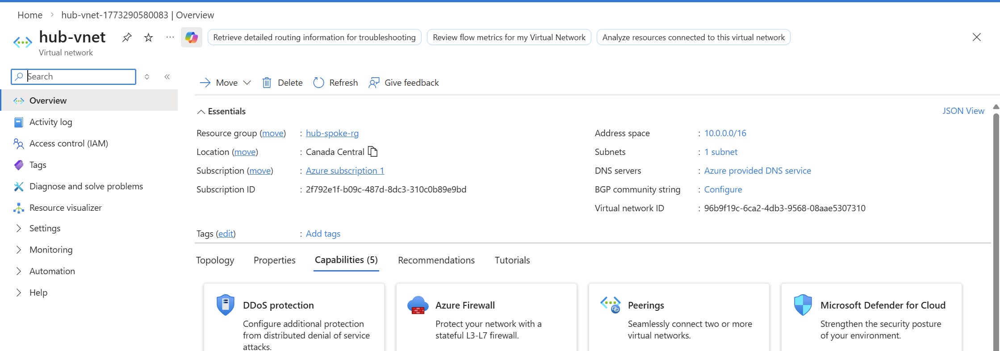 Home > hub-vnet-1773290580083 | Overview
hub-vnet
Virtual network
Retrieve detailed routing information for troubleshooting
Review flow metrics for my Virtual Network
Analyze resources connected to this virtual network
Search
Overview
Activity log
Access control (IAM)
Tags
Diagnose and solve problems
Resource visualizer
Settings
Monitoring
Automation
Help
Move
Delete
Refresh
Give feedback
Essentials
JSON View
Resource group (move) : hub-spoke-rg
Location (move) : Canada Central
Subscription (move) : Azure subscription 1
Subscription ID : 2f792e1f-b09c-487d-8dc3-310c0b89e9bd
Address space : 10.0.0.0/16
Subnets : 1 subnet
DNS servers : Azure provided DNS service
BGP community string : Configure
Virtual network ID : 96b9f19c-6ca2-4db3-9568-08aae5307310
Tags (edit) : Add tags
Topology
Properties
Capabilities (5)
Recommendations
Tutorials
DDoS protection
Configure additional protection
from distributed denial of service
attacks.
Azure Firewall
Protect your network with a
stateful L3-L7 firewall.
Peerings
Seamlessly connect two or more
virtual networks.
Microsoft Defender for Cloud
Strengthen the security posture
of your environment.